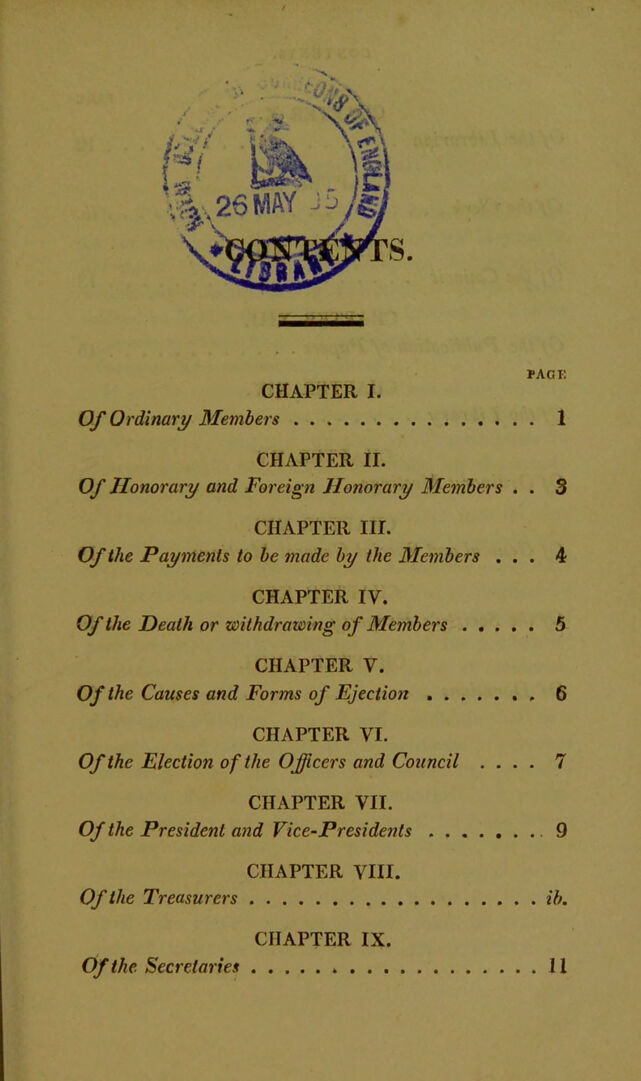 OF ENGLAND
26 MAY
LIBRARY
CONTENTS.
PAGE
CHAPTER I.
Of Ordinary Members . . . . . . . . . . . . . . . 1
CHAPTER II.
Of Honorary and Foreign Honorary Members . . 3
CHAPTER III.
Of the Payments to be made by the Members . . . 4
CHAPTER IV.
Of the Death or withdrawing of Members . . . . . 5
CHAPTER V.
Of the Causes and Forms of Ejection . . . . . . . 6
CHAPTER VI.
Of the Election of the Officers and Council . . . . 7
CHAPTER VII.
Of the President and Vice-Presidents . . . . . . . . 9
CHAPTER VIII.
Of the Treasurers . . . . . . . . . . . . . . . . . . ib.
CHAPTER IX.
Of the Secretaries . . . . . . . . . . . . . . . . . . 11